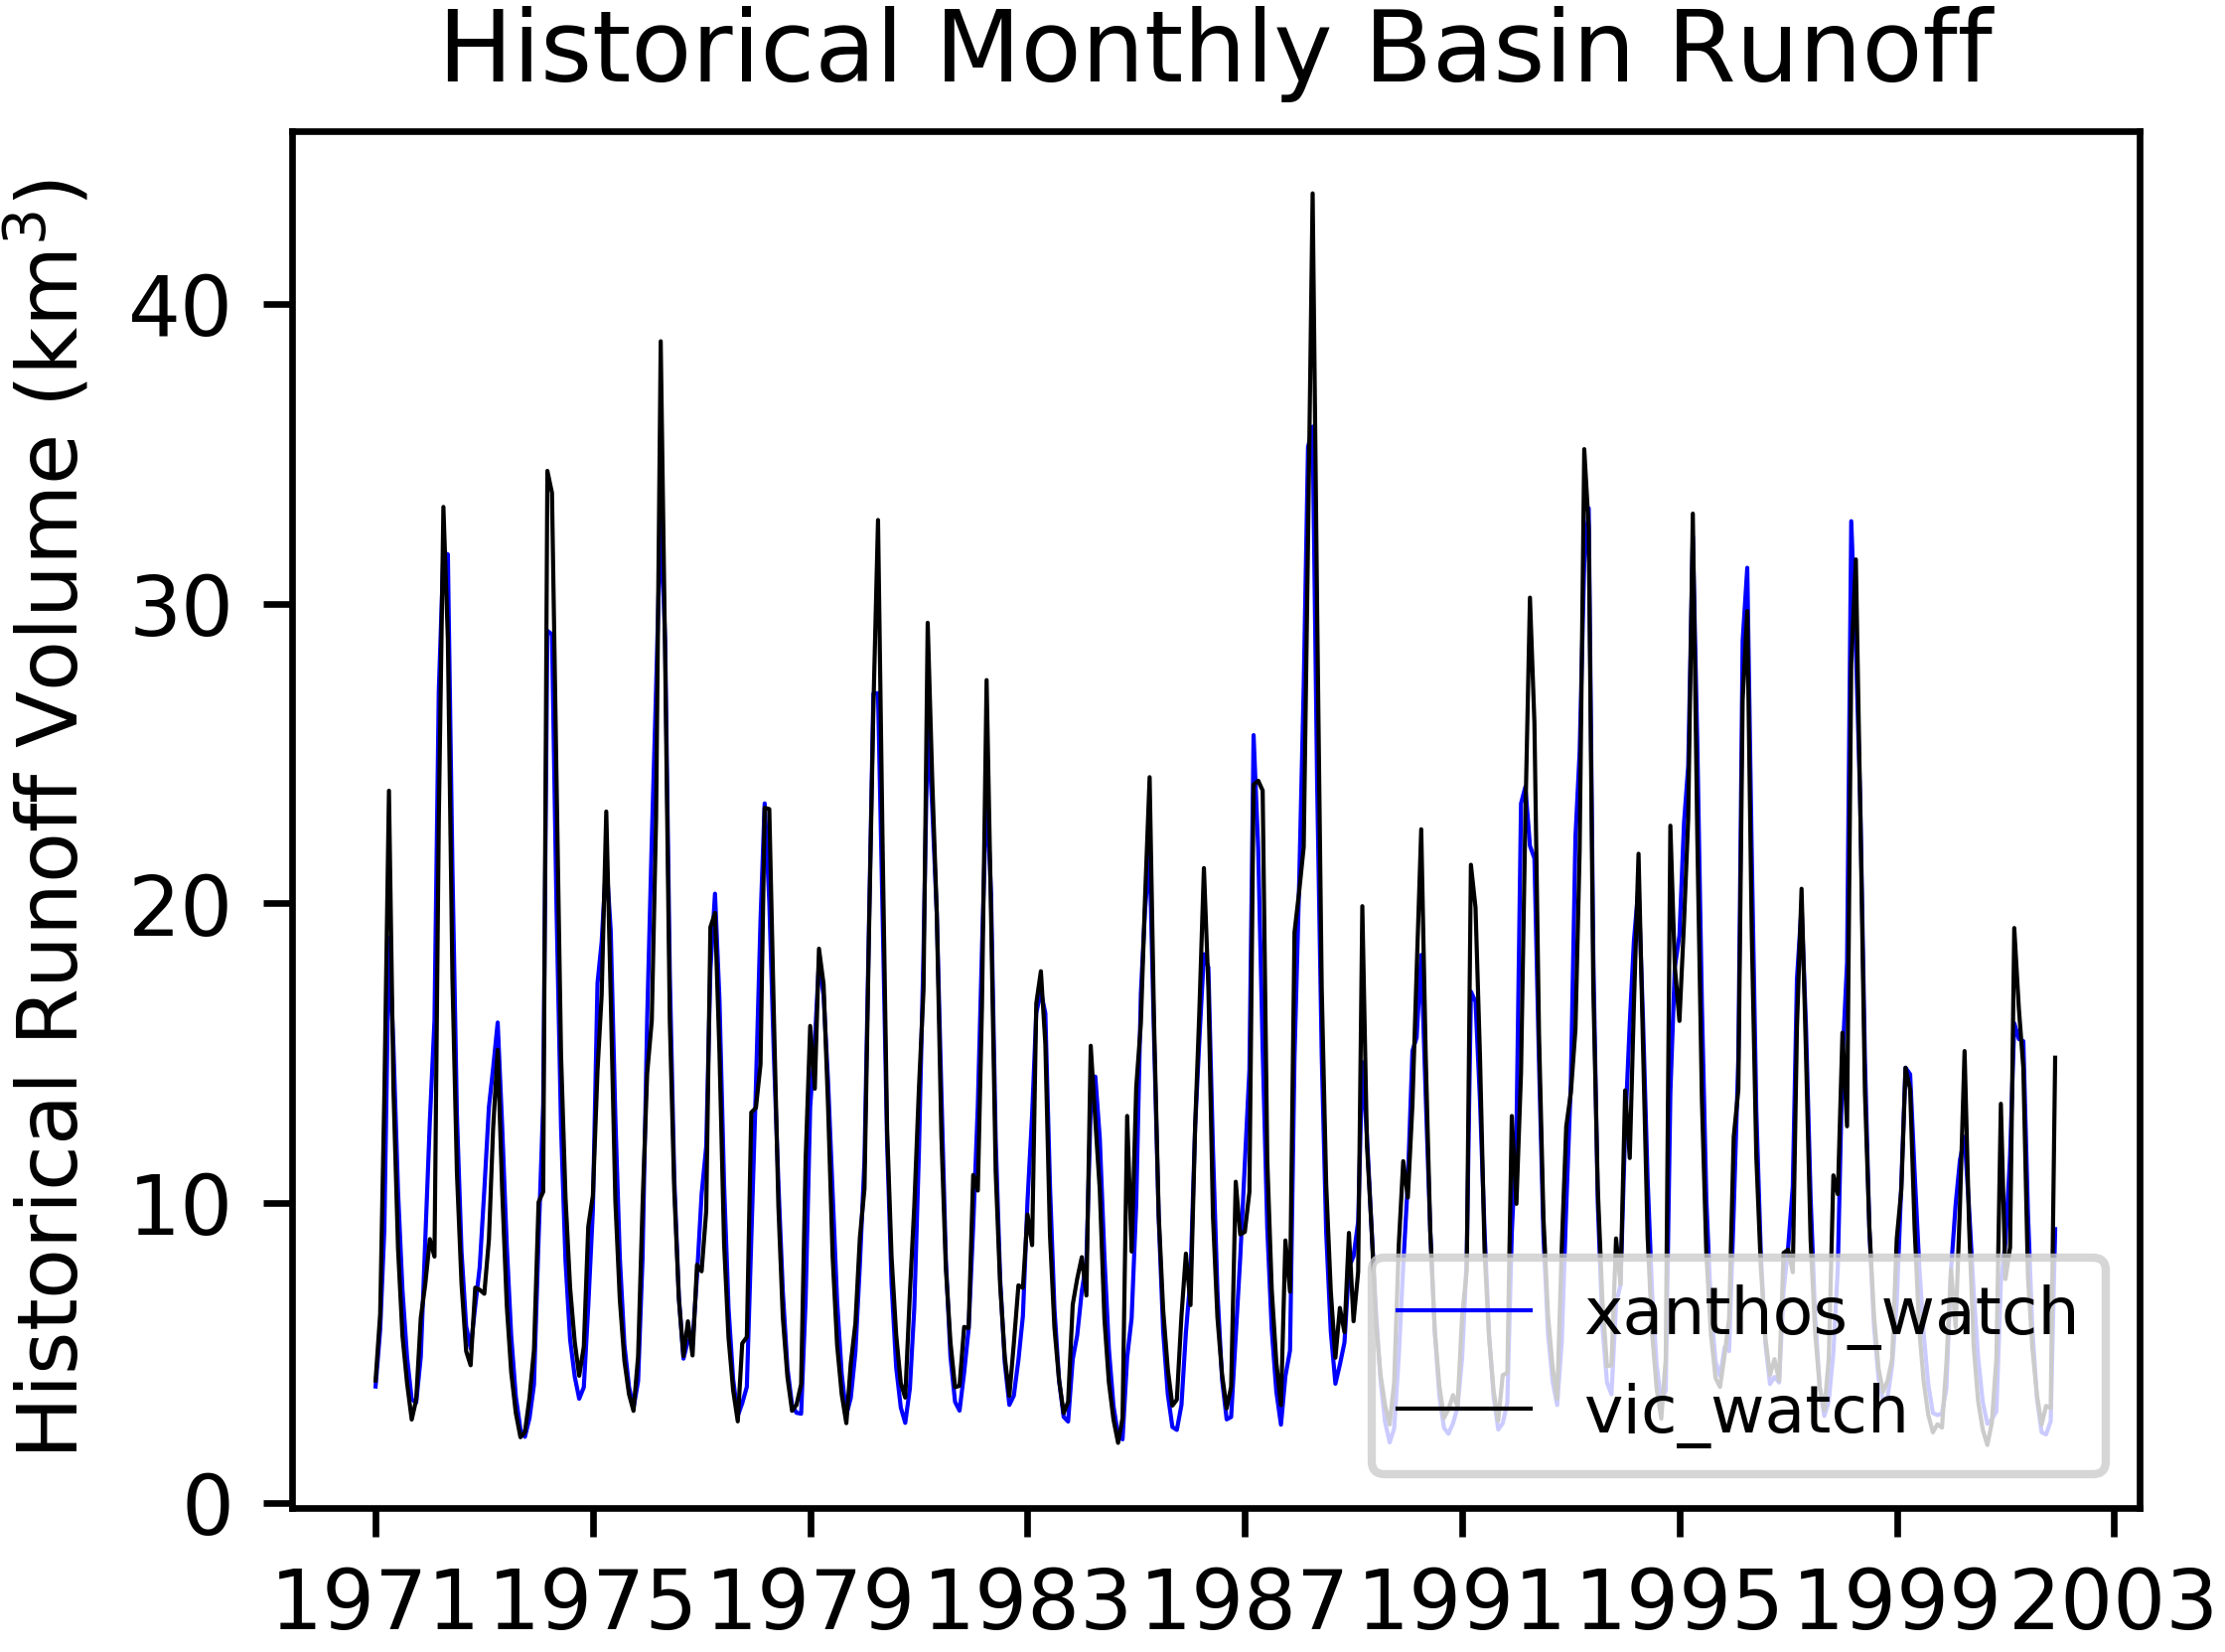 Historical Monthly Basin Runoff
Historical Runoff Volume (km³)
40
30
20
10
0
xanthos_watch
vic_watch
1971 1975 1979 1983 1987 1991 1995 1999 2003